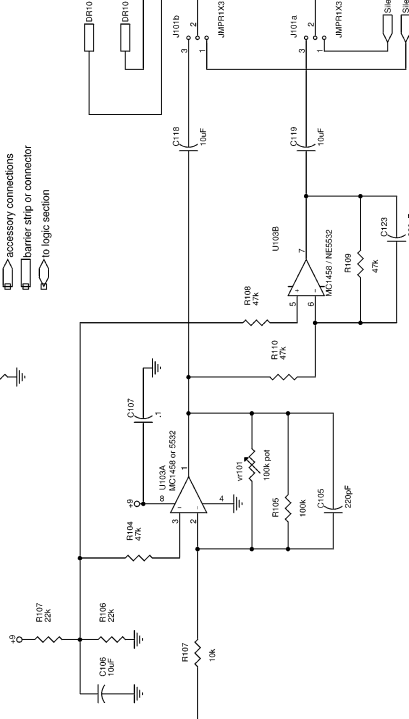 DR10
DR10
J101b
2
3
1
JMPR1X3
J101a
2
3
1
JMPR1X3
accessory connections
barrier strip or connector
to logic section
C118
10uF
C119
10uF
U103B
7
5
6
MC1458 / NE5532
R109
47k
C123
R108
47k
R110
47k
C107
.1
U103A
MC1458 or 5532
+9
8
1
3
2
4
vr101
100k pot
R105
100k
C105
220pF
R104
47k
+9
R107
22k
R106
22k
C106
10uF
R107
10k